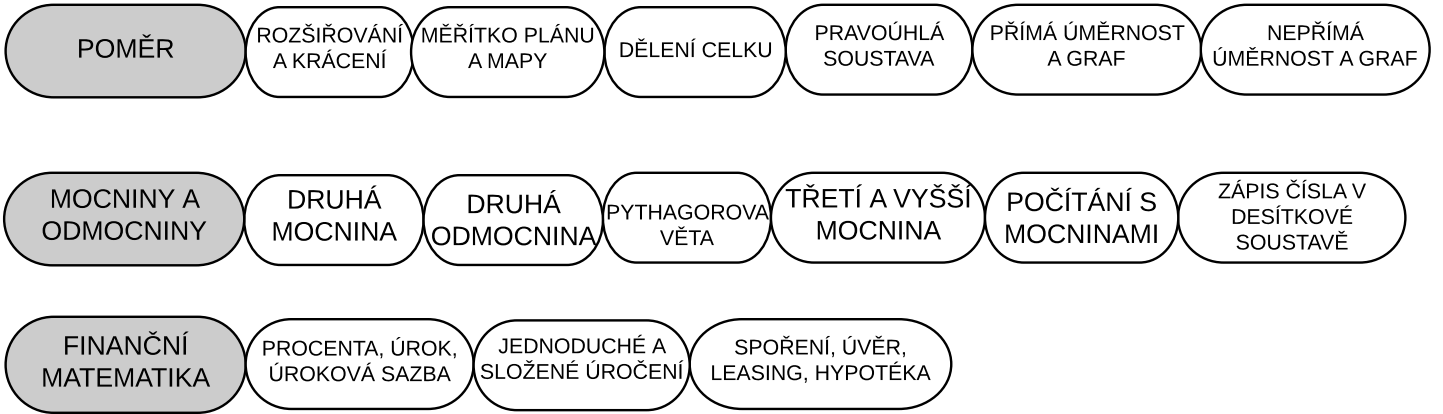 POMĚR
ROZŠIŘOVÁNÍ
A KRÁCENÍ
MĚŘÍTKO PLÁNU
A MAPY
DĚLENÍ CELKU
PRAVOÚHLÁ
SOUSTAVA
PŘÍMÁ ÚMĚRNOST
A GRAF
NEPŘÍMÁ
ÚMĚRNOST A GRAF
MOCNINY A
ODMOCNINY
DRUHÁ
MOCNINA
DRUHÁ
ODMOCNINA
PYTHAGOROVA
VĚTA
TŘETÍ A VYŠŠÍ
MOCNINA
POČÍTÁNÍ S
MOCNINAMI
ZÁPIS ČÍSLA V
DESÍTKOVÉ
SOUSTAVĚ
FINANČNÍ
MATEMATIKA
PROCENTA, ÚROK,
ÚROKOVÁ SAZBA
JEDNODUCHÉ A
SLOŽENÉ ÚROČENÍ
SPOŘENÍ, ÚVĚR,
LEASING, HYPOTÉKA